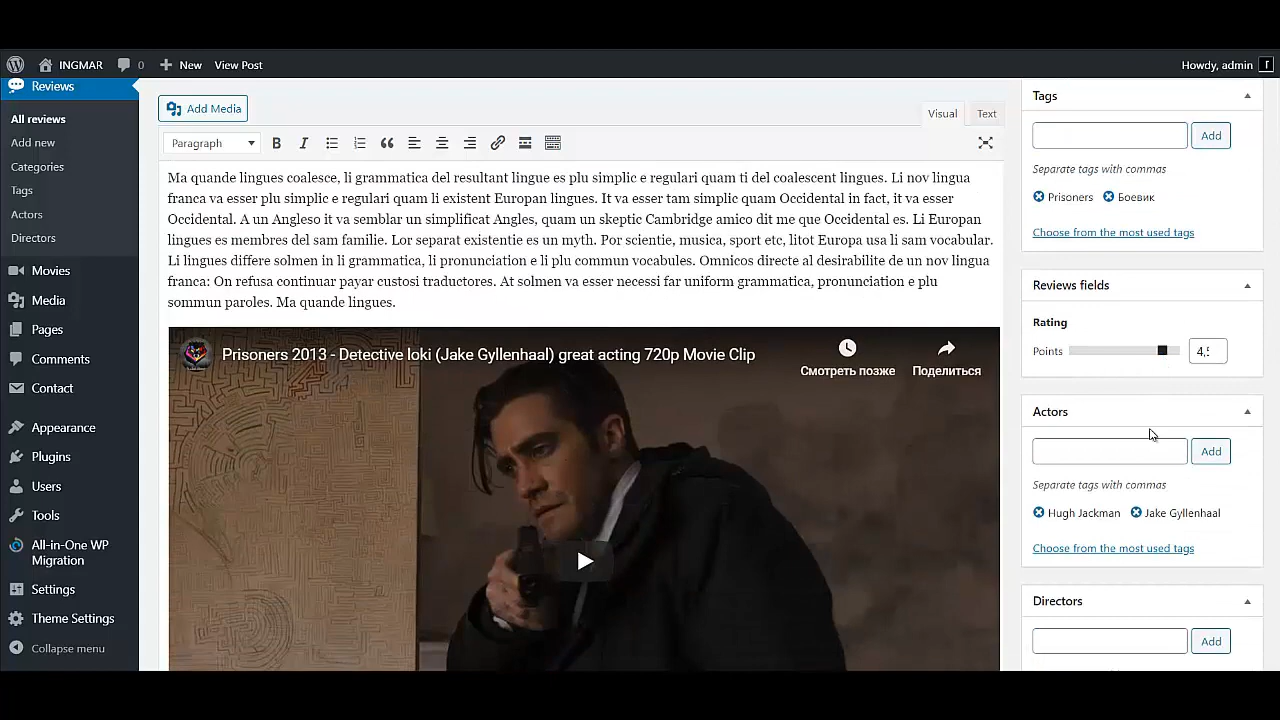 INGMAR
0
New
View Post
Howdy, admin
Reviews
All reviews
Add new
Categories
Tags
Actors
Directors
Movies
Media
Pages
Comments
Contact
Appearance
Plugins
Users
Tools
All-in-One WP
Migration
Settings
Theme Settings
Collapse menu
Add Media
Visual
Text
Paragraph
B
I
Ma quande lingues coalesce, li grammatica del resultant lingue es plu simplic e regulari quam ti del coalescent lingues. Li nov lingua
franca va esser plu simplic e regulari quam li existent Europan lingues. It va esser tam simplic quam Occidental in fact, it va esser
Occidental. A un Angleso it va semblar un simplificat Angles, quam un skeptic Cambridge amico dit me que Occidental es. Li Europan
lingues es membres del sam familie. Lor separat existentie es un myth. Por scientie, musica, sport etc, litot Europa usa li sam vocabular.
Li lingues differe solmen in li grammatica, li pronunciation e li plu commun vocabules. Omnicos directe al desirabilite de un nov lingua
franca: On refusa continuar payar custosi traductores. At solmen va esser necessi far uniform grammatica, pronunciation e plu
sommun paroles. Ma quande lingues.
Prisoners 2013 - Detective loki (Jake Gyllenhaal) great acting 720p Movie Clip
Смотреть позже
Поделиться
Tags
Add
Separate tags with commas
Prisoners
Боевик
Choose from the most used tags
Reviews fields
Rating
Points
Actors
Add
Separate tags with commas
Hugh Jackman
Jake Gyllenhaal
Choose from the most used tags
Directors
Add